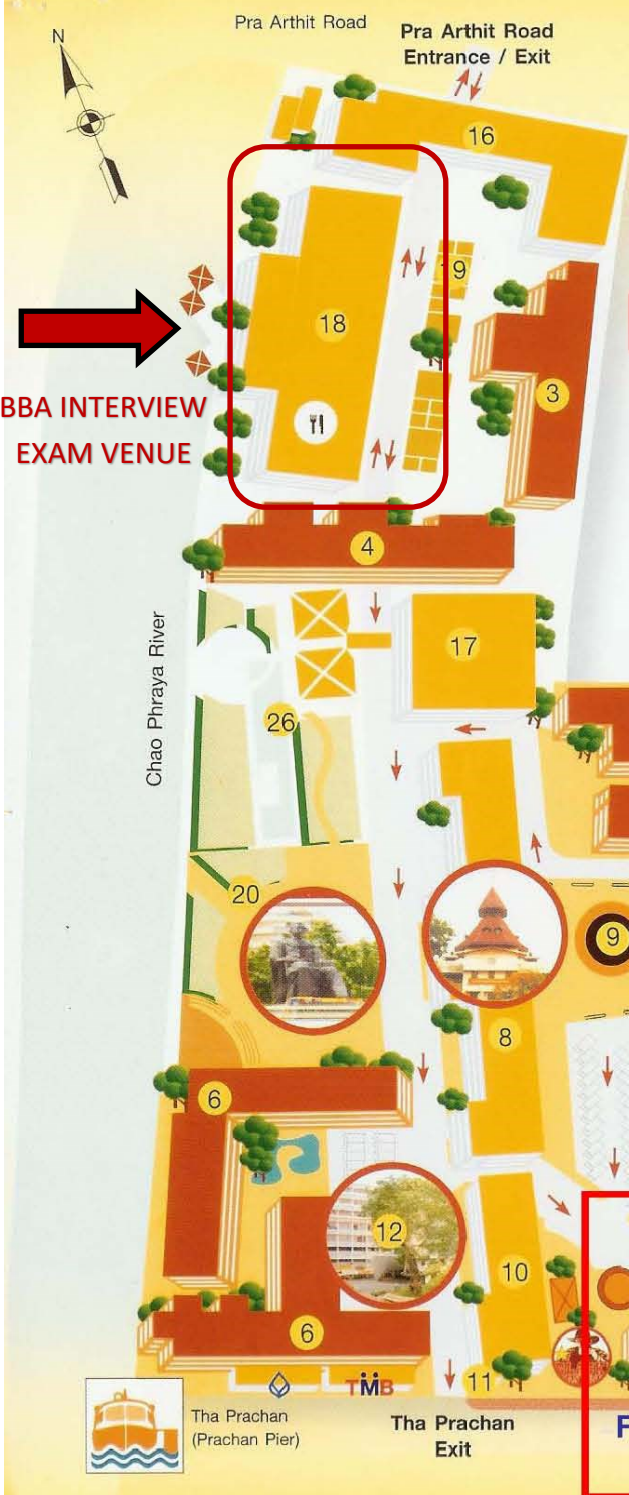 Pra Arthit Road
Pra Arthit Road
Entrance / Exit
N
16
19
18
3
BBA INTERVIEW
EXAM VENUE
4
17
Chao Phraya River
26
20
9
8
6
12
10
6
11
TMB
Tha Prachan
(Prachan Pier)
Tha Prachan
Exit
F